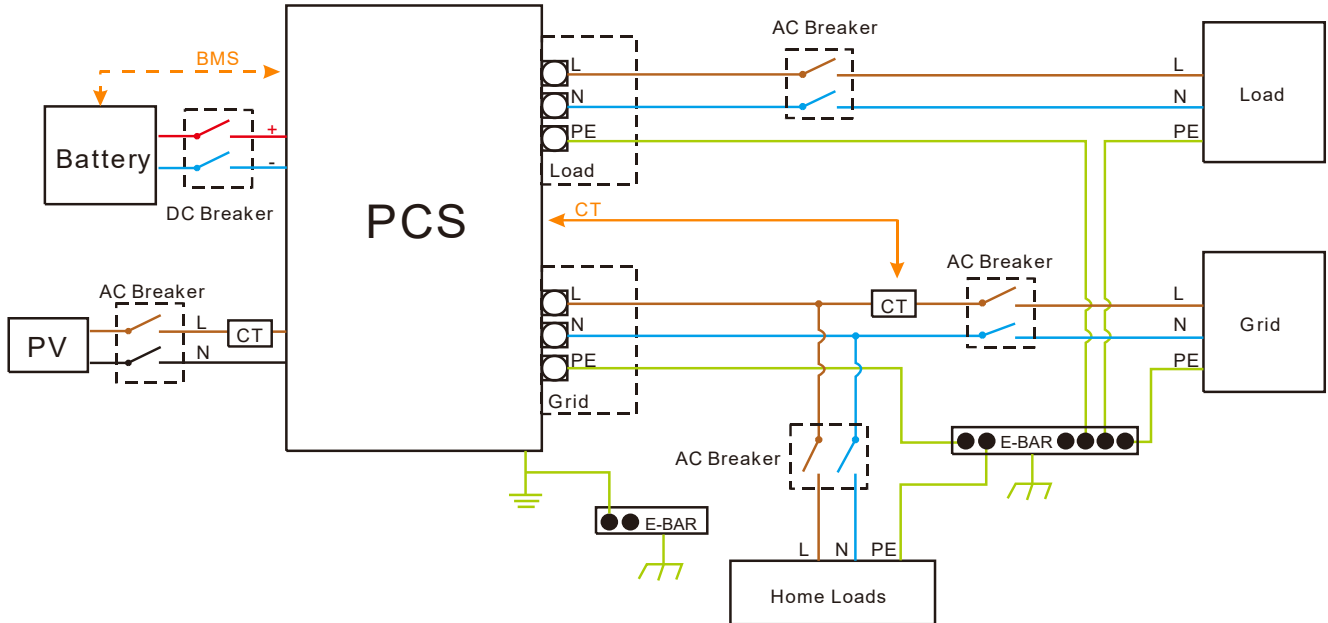 BMS
Battery
+
-
DC Breaker
AC Breaker
PV
L
CT
N
PCS
L
N
PE
Load
AC Breaker
L
N
PE
Load
CT
L
N
PE
Grid
CT
AC Breaker
L
N
PE
Grid
AC Breaker
E-BAR
E-BAR
L
N
PE
Home Loads